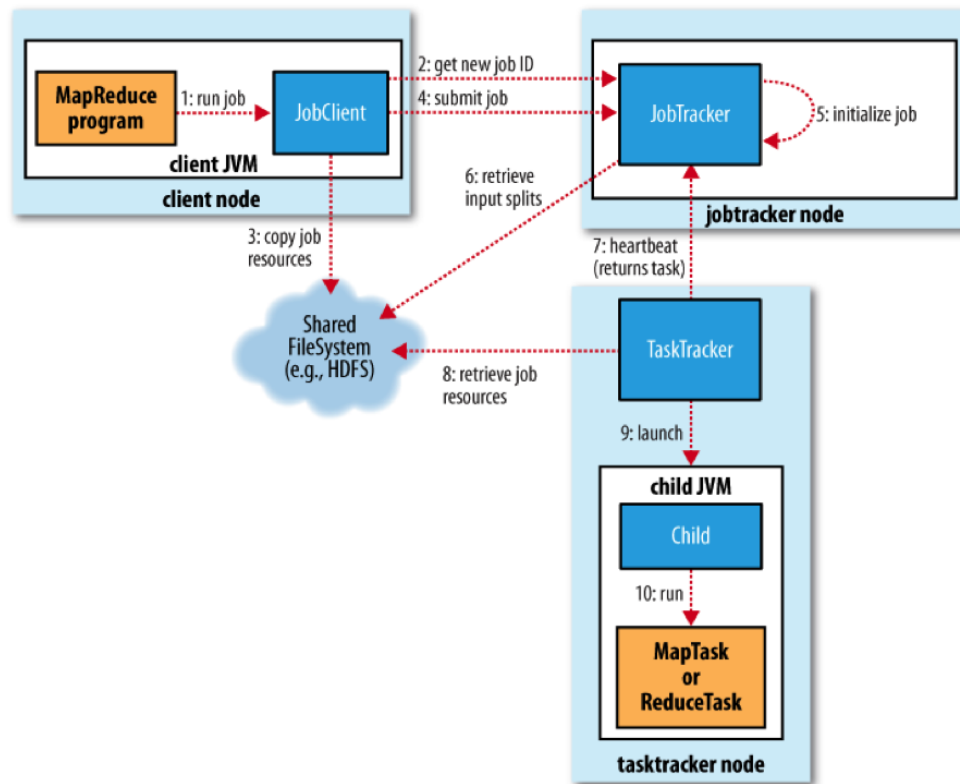 MapReduce
program
1: run job
JobClient
client JVM
client node
2: get new job ID
4: submit job
JobTracker
5: initialize job
jobtracker node
3: copy job
resources
6: retrieve
input splits
7: heartbeat
(returns task)
Shared
FileSystem
(e.g., HDFS)
8: retrieve job
resources
TaskTracker
9: launch
child JVM
Child
10: run
MapTask
or
ReduceTask
tasktracker node